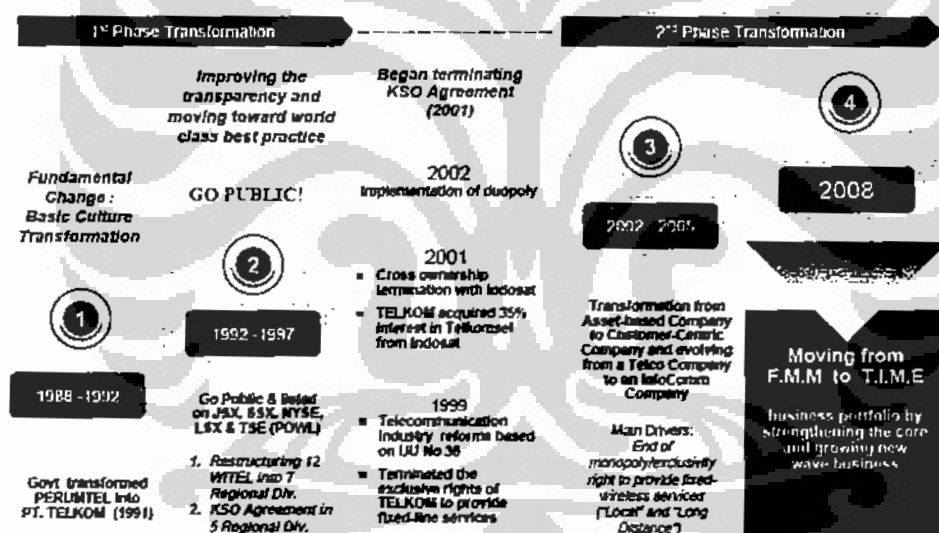 1st Phase Transformation
2nd Phase Transformation
Fundamental
Change :
Basic Culture
Transformation
1
1988 -1992
Govt transformed
PERUMTEL into
PT. TELKOM (1991)
Improving the
transparency and
moving toward world
class best practice
GO PUBLIC!
2
1992 -1997
Go Public & listed
on JSX, SSX, NYSE,
LSX & TSE (POWL)
1. Restructuring 12
WITEL into 7
Regional Div.
2. KSO Agreement in
5 Regional Div.
Began terminating
KSO Agreement
(2001)
2002
Implementation of duopoly
2001
▪ Cross ownership
termination with Indosat
▪ TELKOM acquired 35%
interest in Telkomsel
from Indosat
1999
▪ Telecommunication
Industry reforms based
on UU No 36
▪ Terminated the
exclusive rights of
TELKOM to provide
fixed-line services
3
2002 - 2005
Transformation from
Asset-based Company
to Customer-Centric
Company and evolving
from a Telco Company
to an InfoComm
Company
Main Drivers:
End of
monopoly/exclusivity
right to provide fixed-
wireless serviced
("Local" and "Long
Distance")
4
2008
Moving from
F.M.M to T.I.M.E
business portfolio by
strengthening the core
and growing new
wave business